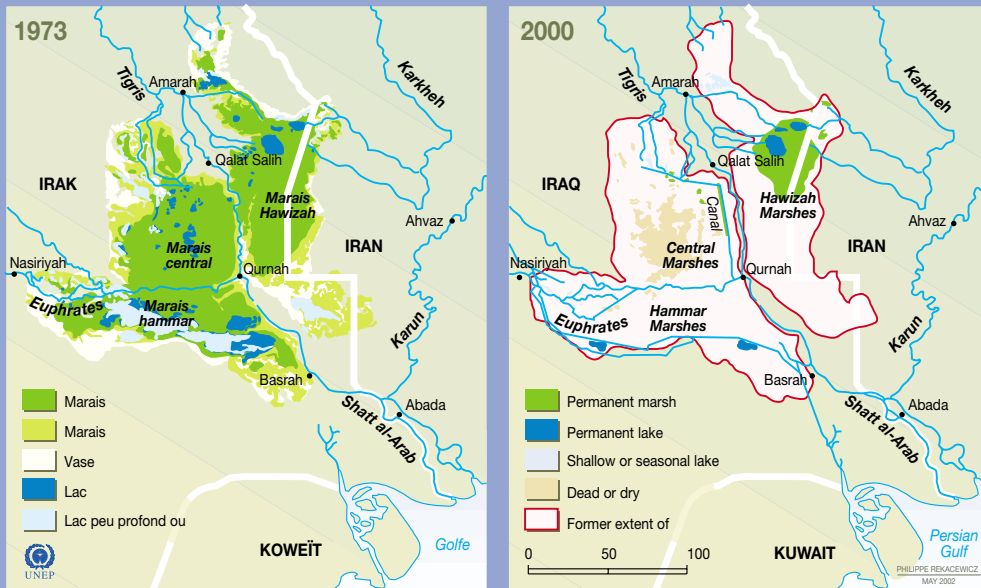 1973
Tigris
Karkheh
Amarah
Qalat Salih
IRAK
Marais
Hawizah
Ahvaz
Marais
central
IRAN
Nasiriyah
Qurnah
Euphrates
Marais
hammar
Karun
Basrah
Abada
Shatt al-Arab
Marais
Marais
Vase
Lac
Lac peu profond ou
UNEP
KOWEÏT
Golfe
2000
Tigris
Karkheh
Amarah
Qalat Salih
IRAQ
Canal
Hawizah
Marshes
Ahvaz
Central
Marshes
IRAN
Nasiriyah
Qurnah
Euphrates
Hammar
Marshes
Karun
Basrah
Abada
Shatt al-Arab
Permanent marsh
Permanent lake
Shallow or seasonal lake
Dead or dry
Former extent of
0 50 100
KUWAIT
Persian
Gulf
PHILIPPE REKACEWICZ
MAY 2002